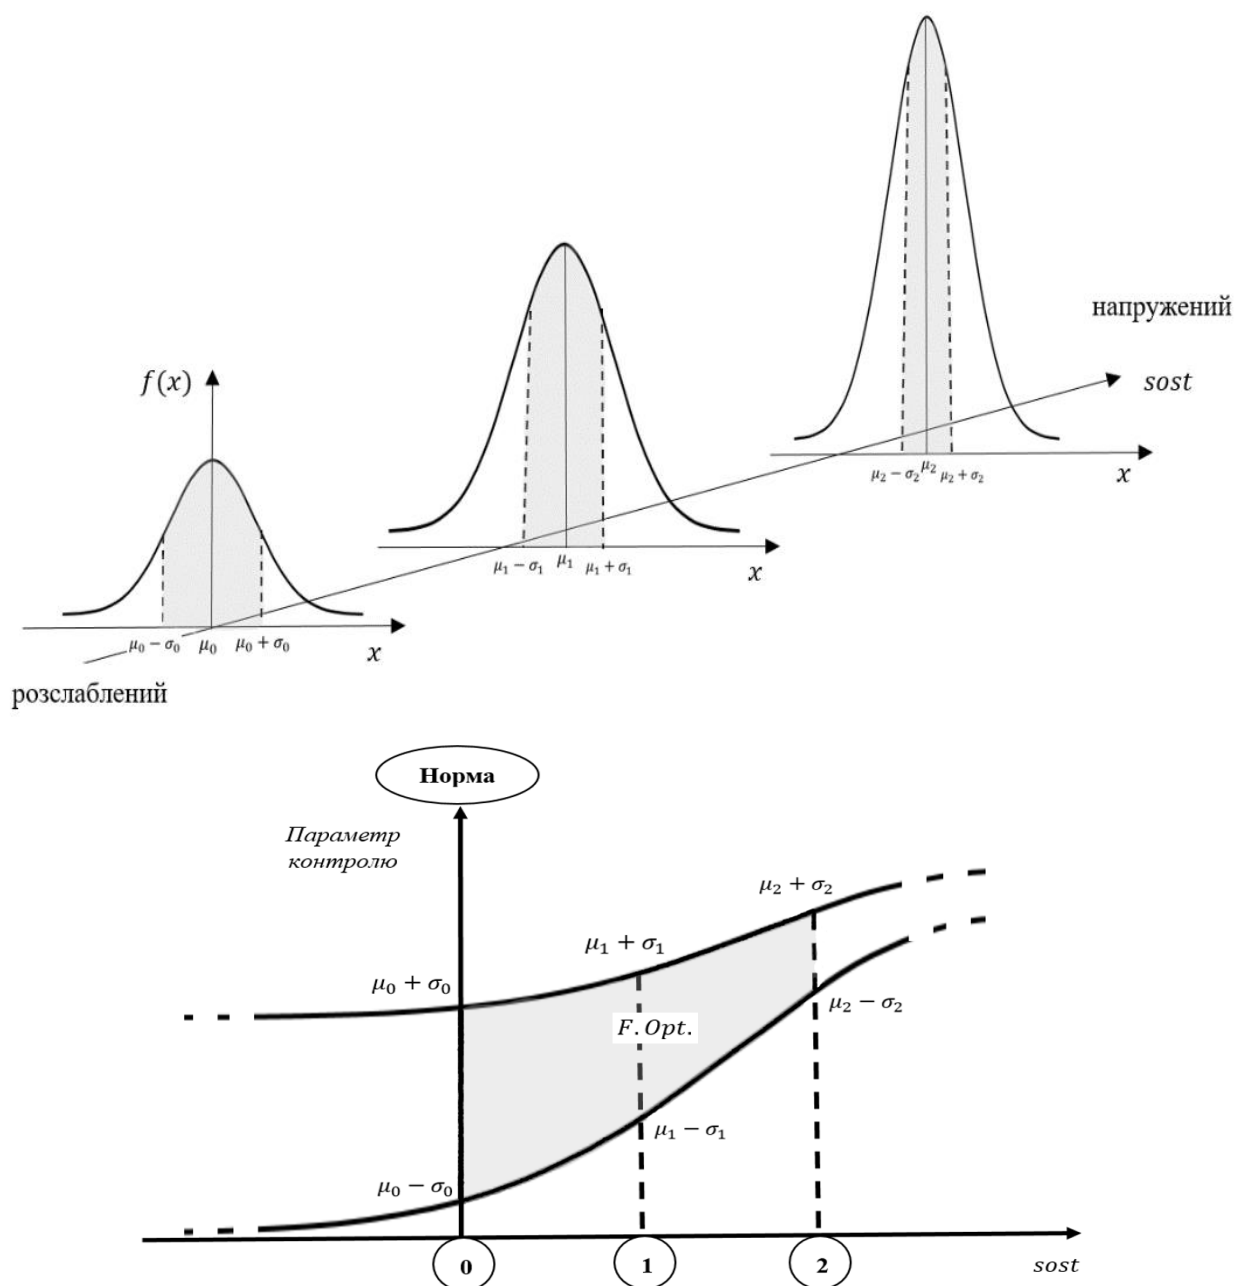 напружений
sost
f(x)
μ₂ − σ₂ μ₂ μ₂ + σ₂
x
μ₁ − σ₁ μ₁ μ₁ + σ₁
x
μ₀ − σ₀ μ₀ μ₀ + σ₀
x
розслаблений
Норма
Параметр
контролю
μ₂ + σ₂
μ₁ + σ₁
μ₀ + σ₀
μ₂ − σ₂
F. Opt.
μ₁ − σ₁
μ₀ − σ₀
0 1 2
sost